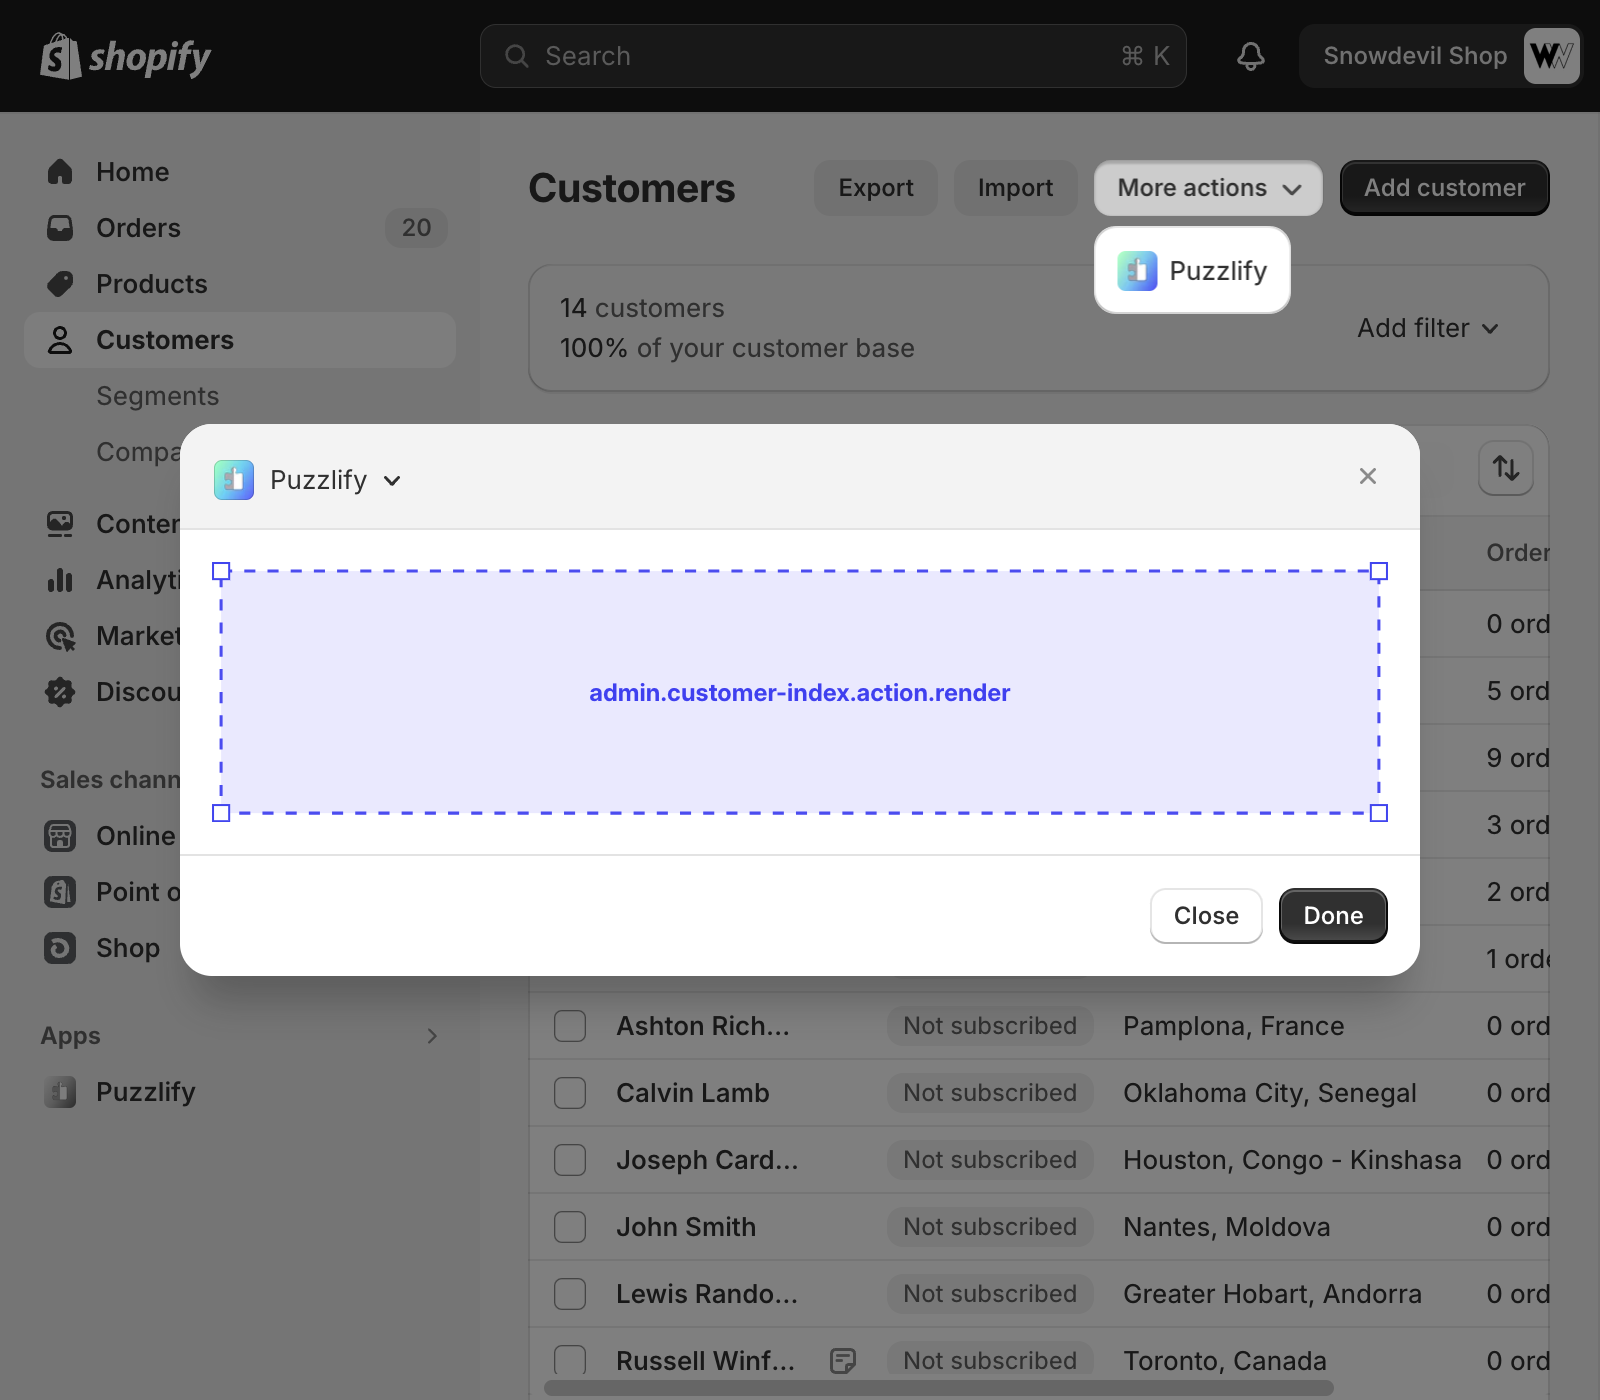 shopify
Search
⌘ K
Snowdevil Shop
Home
Orders
20
Products
Customers
Segments
Compa
Conten
Analyti
Market
Discou
Sales chann
Online
Point o
Shop
Apps
Puzzlify
Customers
Export
Import
More actions
Add customer
Puzzlify
14 customers
100% of your customer base
Add filter
Puzzlify
admin.customer-index.action.render
Close
Done
Order
0 ord
5 ord
9 ord
3 ord
2 ord
1 orde
Ashton Rich... Not subscribed Pamplona, France 0 ord
Calvin Lamb Not subscribed Oklahoma City, Senegal 0 ord
Joseph Card... Not subscribed Houston, Congo - Kinshasa 0 ord
John Smith Not subscribed Nantes, Moldova 0 ord
Lewis Rando... Not subscribed Greater Hobart, Andorra 0 ord
Russell Winf... Not subscribed Toronto, Canada 0 ord